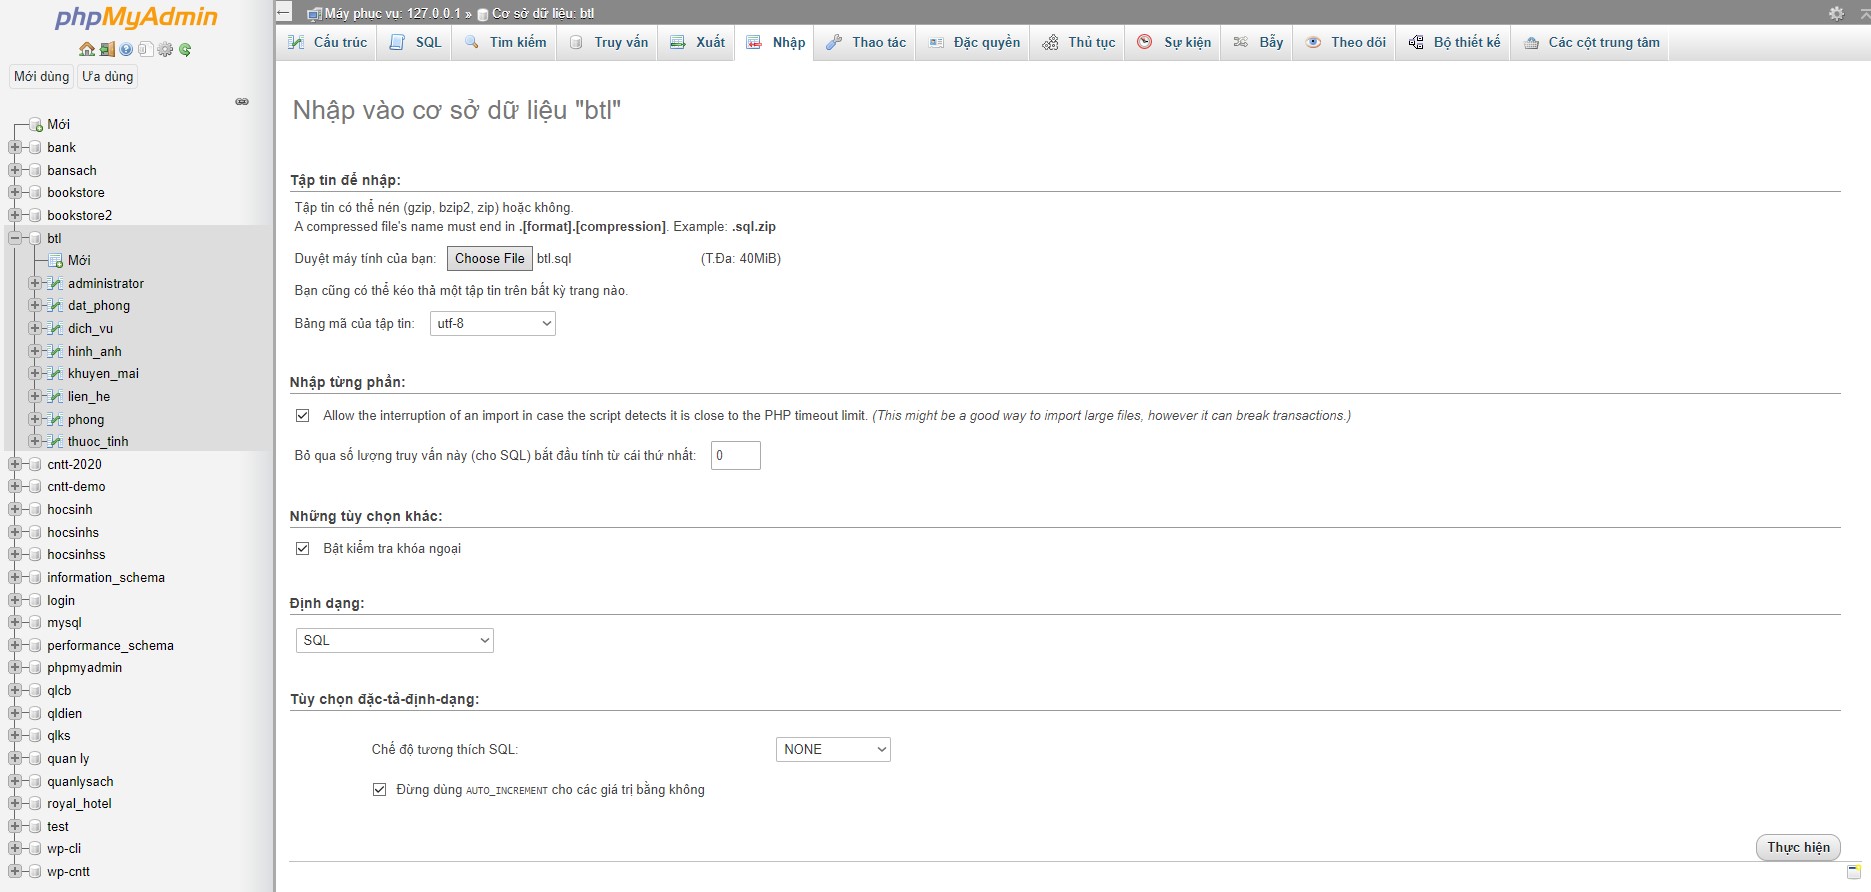 phpMyAdmin
Mới dùng
Ưa dùng
Mới
bank
bansach
bookstore
bookstore2
btl
Mới
administrator
dat_phong
dich_vu
hinh_anh
khuyen_mai
lien_he
phong
thuoc_tinh
cntt-2020
cntt-demo
hocsinh
hocsinhs
hocsinhss
information_schema
login
mysql
performance_schema
phpmyadmin
qlcb
qldien
qlks
quan ly
quanlysach
royal_hotel
test
wp-cli
wp-cntt
Máy phục vụ: 127.0.0.1 » Cơ sở dữ liệu: btl
Cấu trúc
SQL
Tìm kiếm
Truy vấn
Xuất
Nhập
Thao tác
Đặc quyền
Thủ tục
Sự kiện
Bẫy
Theo dõi
Bộ thiết kế
Các cột trung tâm
Nhập vào cơ sở dữ liệu "btl"
Tập tin để nhập:
Tập tin có thể nén (gzip, bzip2, zip) hoặc không.
A compressed file's name must end in .[format].[compression]. Example: .sql.zip
Duyệt máy tính của bạn: Choose File btl.sql (T.Đa: 40MiB)
Bạn cũng có thể kéo thả một tập tin trên bất kỳ trang nào.
Bảng mã của tập tin: utf-8
Nhập từng phần:
Allow the interruption of an import in case the script detects it is close to the PHP timeout limit. (This might be a good way to import large files, however it can break transactions.)
Bỏ qua số lượng truy vấn này (cho SQL) bắt đầu tính từ cái thứ nhất: 0
Những tùy chọn khác:
Bật kiểm tra khóa ngoại
Định dạng:
SQL
Tùy chọn đặc-tả-định-dạng:
Chế độ tương thích SQL: NONE
Đừng dùng AUTO_INCREMENT cho các giá trị bằng không
Thực hiện